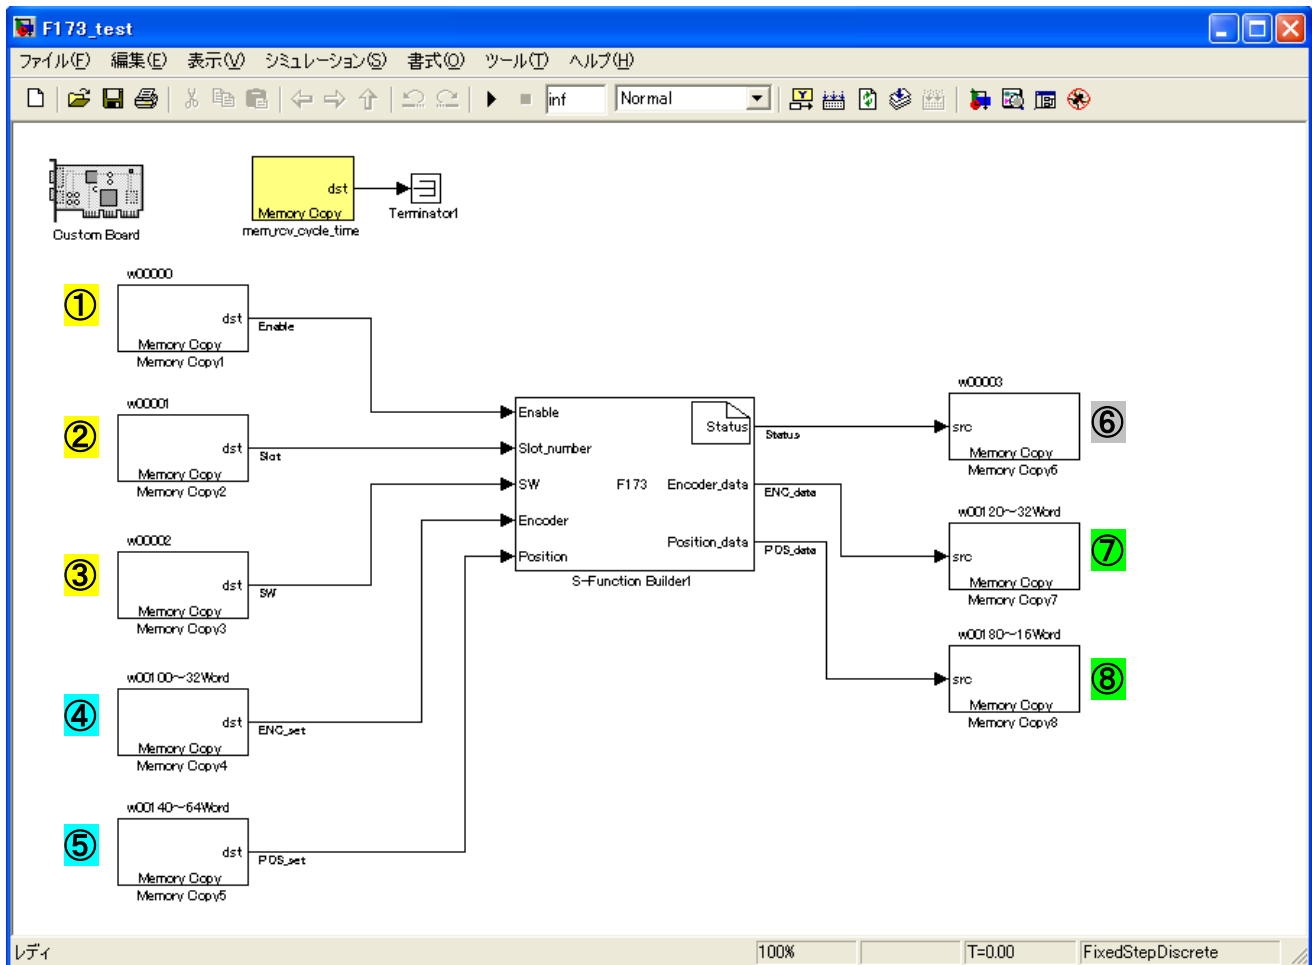 F173_test
ファイル(F) 編集(E) 表示(V) シミュレーション(S) 書式(O) ツール(T) ヘルプ(H)
inf Normal
Custom Board
dst
Memory Copy
mem_rcv_cycle_time
Terminator1
①
w00000
dst
Memory Copy
Memory Copy1
Enable
②
w00001
dst
Memory Copy
Memory Copy2
Slot
③
w00002
dst
Memory Copy
Memory Copy3
SW
④
w00100～32Word
dst
Memory Copy
Memory Copy4
ENC_set
⑤
w00140～64Word
dst
Memory Copy
Memory Copy5
POS_set
Enable
Slot_number
SW
Encoder
Position
F173
Status
Encoder_data
Position_data
S-Function Builder1
Status
ENC_data
POS_data
w00003
src
Memory Copy
Memory Copy6
⑥
w00120～32Word
src
Memory Copy
Memory Copy7
⑦
w00180～16Word
src
Memory Copy
Memory Copy8
⑧
レディ 100% T=0.00 FixedStepDiscrete